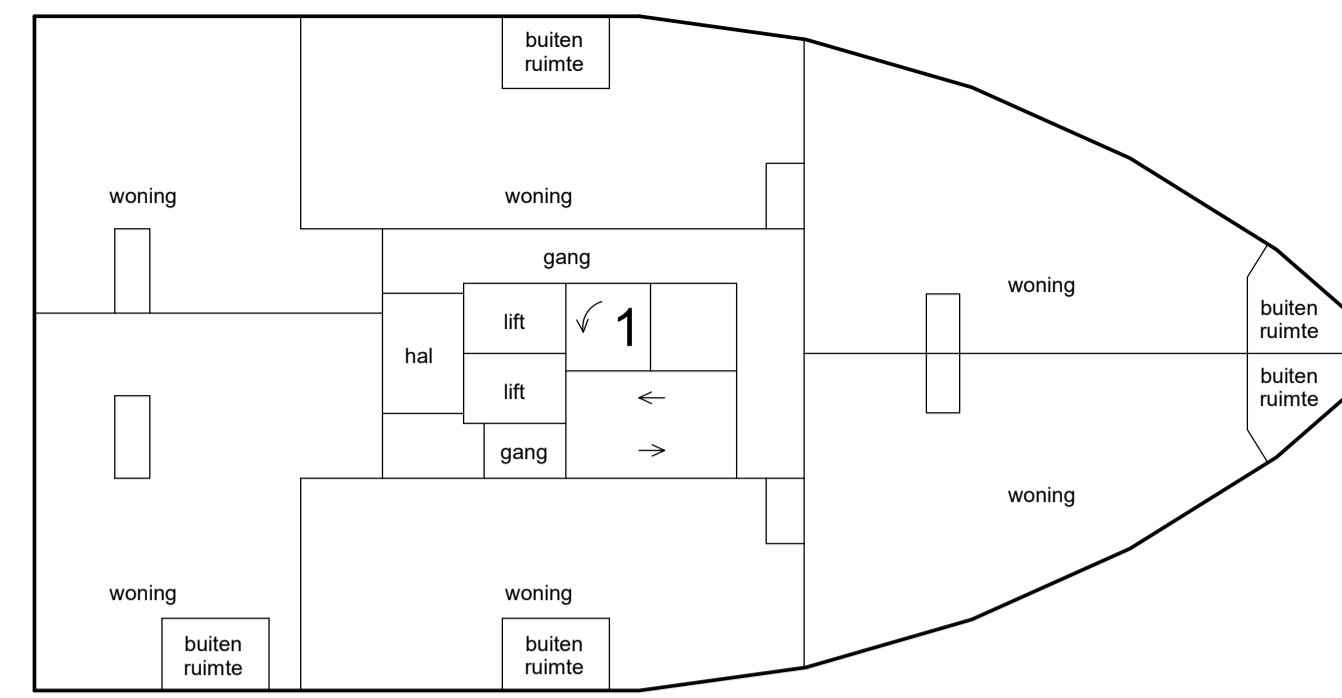 buiten
ruimte
woning
woning
gang
woning
lift
1
buiten
ruimte
hal
lift
buiten
ruimte
gang
woning
woning
woning
buiten
ruimte
buiten
ruimte